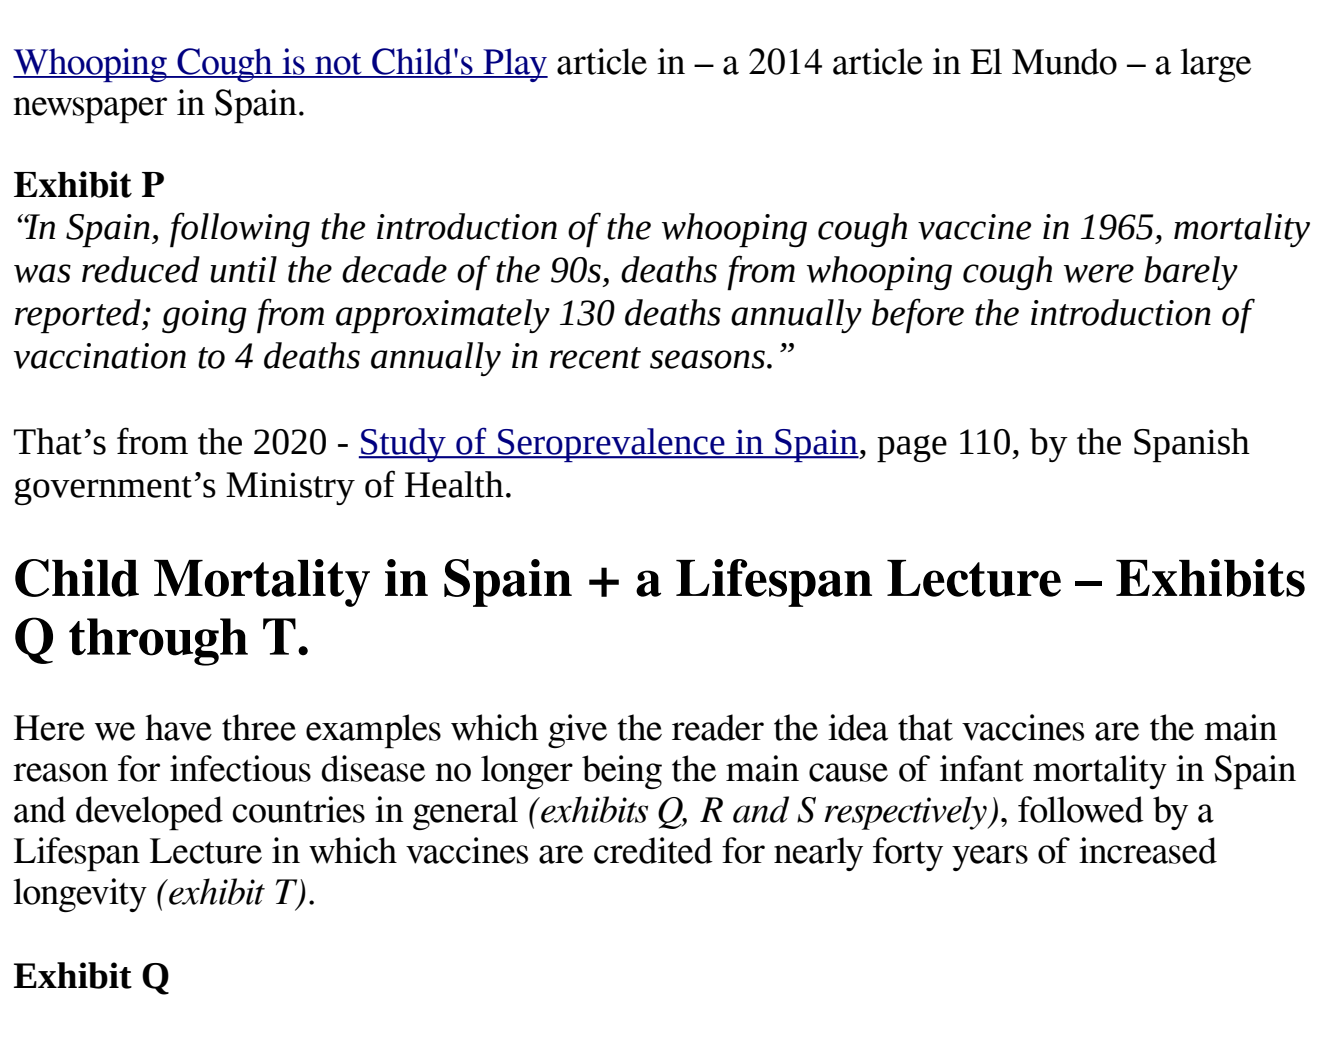 Whooping Cough is not Child's Play article in – a 2014 article in El Mundo – a large
newspaper in Spain.
Exhibit P
“In Spain, following the introduction of the whooping cough vaccine in 1965, mortality
was reduced until the decade of the 90s, deaths from whooping cough were barely
reported; going from approximately 130 deaths annually before the introduction of
vaccination to 4 deaths annually in recent seasons.”
That’s from the 2020 - Study of Seroprevalence in Spain, page 110, by the Spanish
government’s Ministry of Health.
Child Mortality in Spain + a Lifespan Lecture – Exhibits
Q through T.
Here we have three examples which give the reader the idea that vaccines are the main
reason for infectious disease no longer being the main cause of infant mortality in Spain
and developed countries in general (exhibits Q, R and S respectively), followed by a
Lifespan Lecture in which vaccines are credited for nearly forty years of increased
longevity (exhibit T).
Exhibit Q